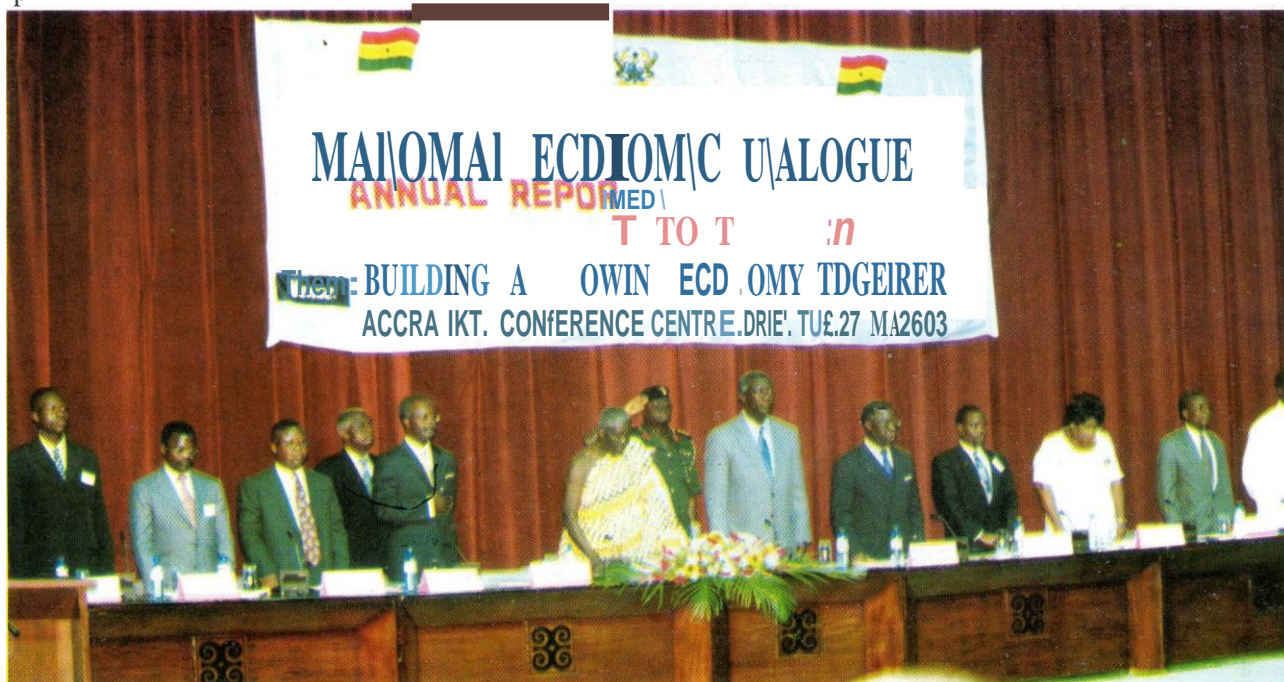 MAl\OMAl ECDIOM\C U\ALOGUE
ANNUAL REPOR
MED\
T TO T :n
Them: BUILDING A OWIN ECD .OMY TDGEIRER
ACCRA IKT. CONfERENCE CENTRE.DRIE'. TU£.27 MA2603